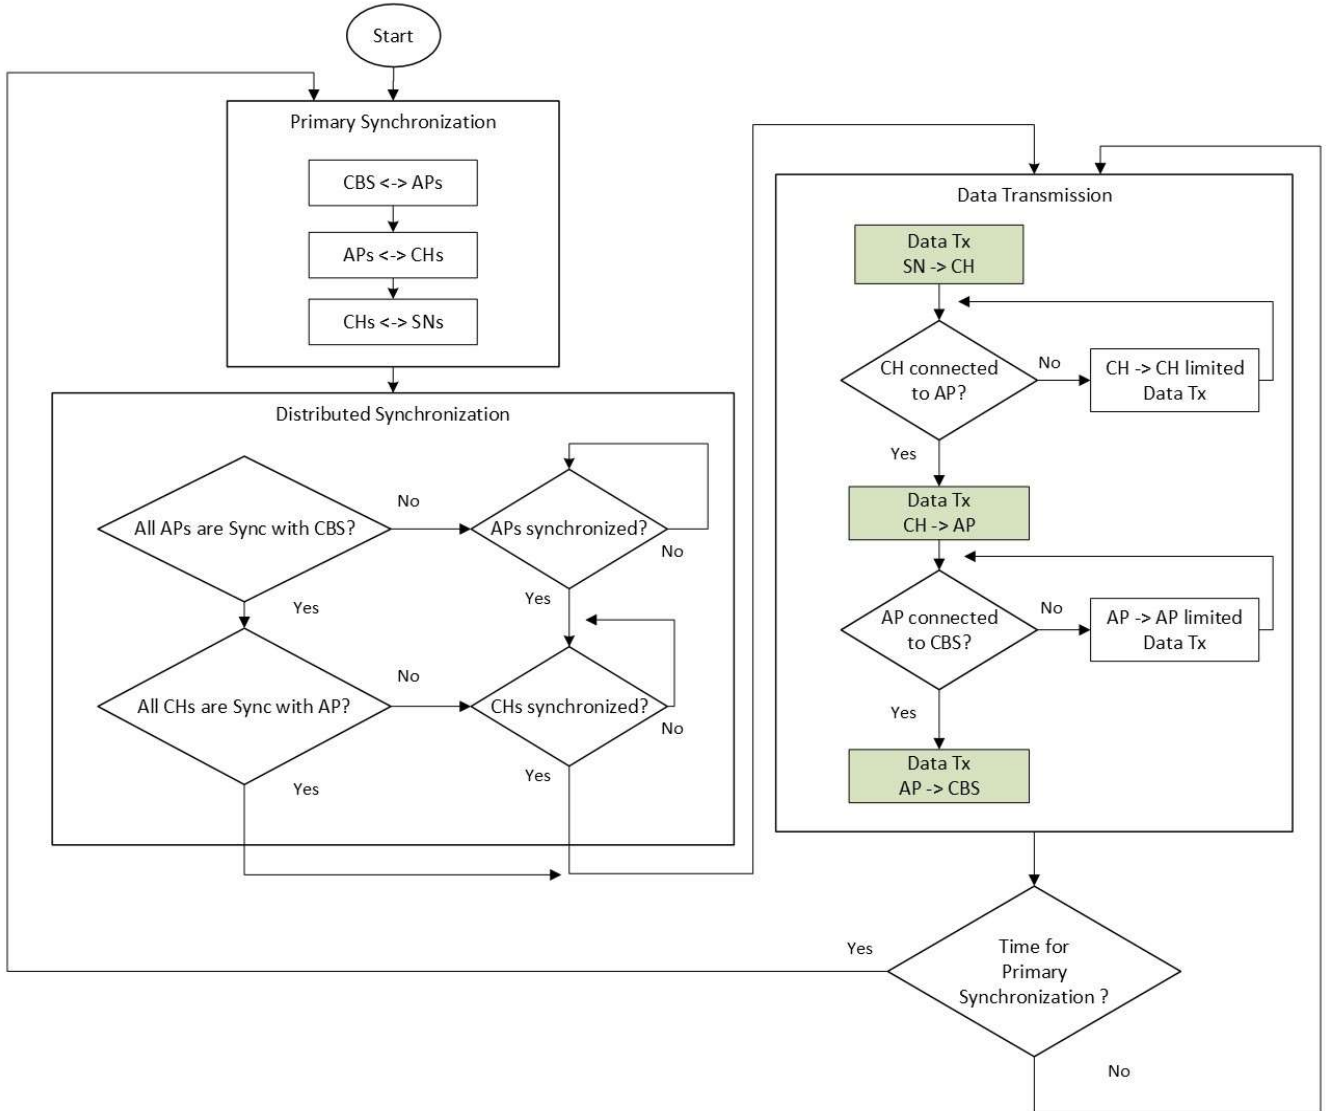 Start
Primary Synchronization
CBS <-> APs
APs <-> CHs
CHs <-> SNs
Distributed Synchronization
All APs are Sync with CBS?
No
APs synchronized?
No
Yes
Yes
All CHs are Sync with AP?
No
CHs synchronized?
No
Yes
Yes
Data Transmission
Data Tx
SN -> CH
CH connected
to AP?
No
CH -> CH limited
Data Tx
Yes
Data Tx
CH -> AP
AP connected
to CBS?
No
AP -> AP limited
Data Tx
Yes
Data Tx
AP -> CBS
Time for
Primary
Synchronization ?
Yes
No